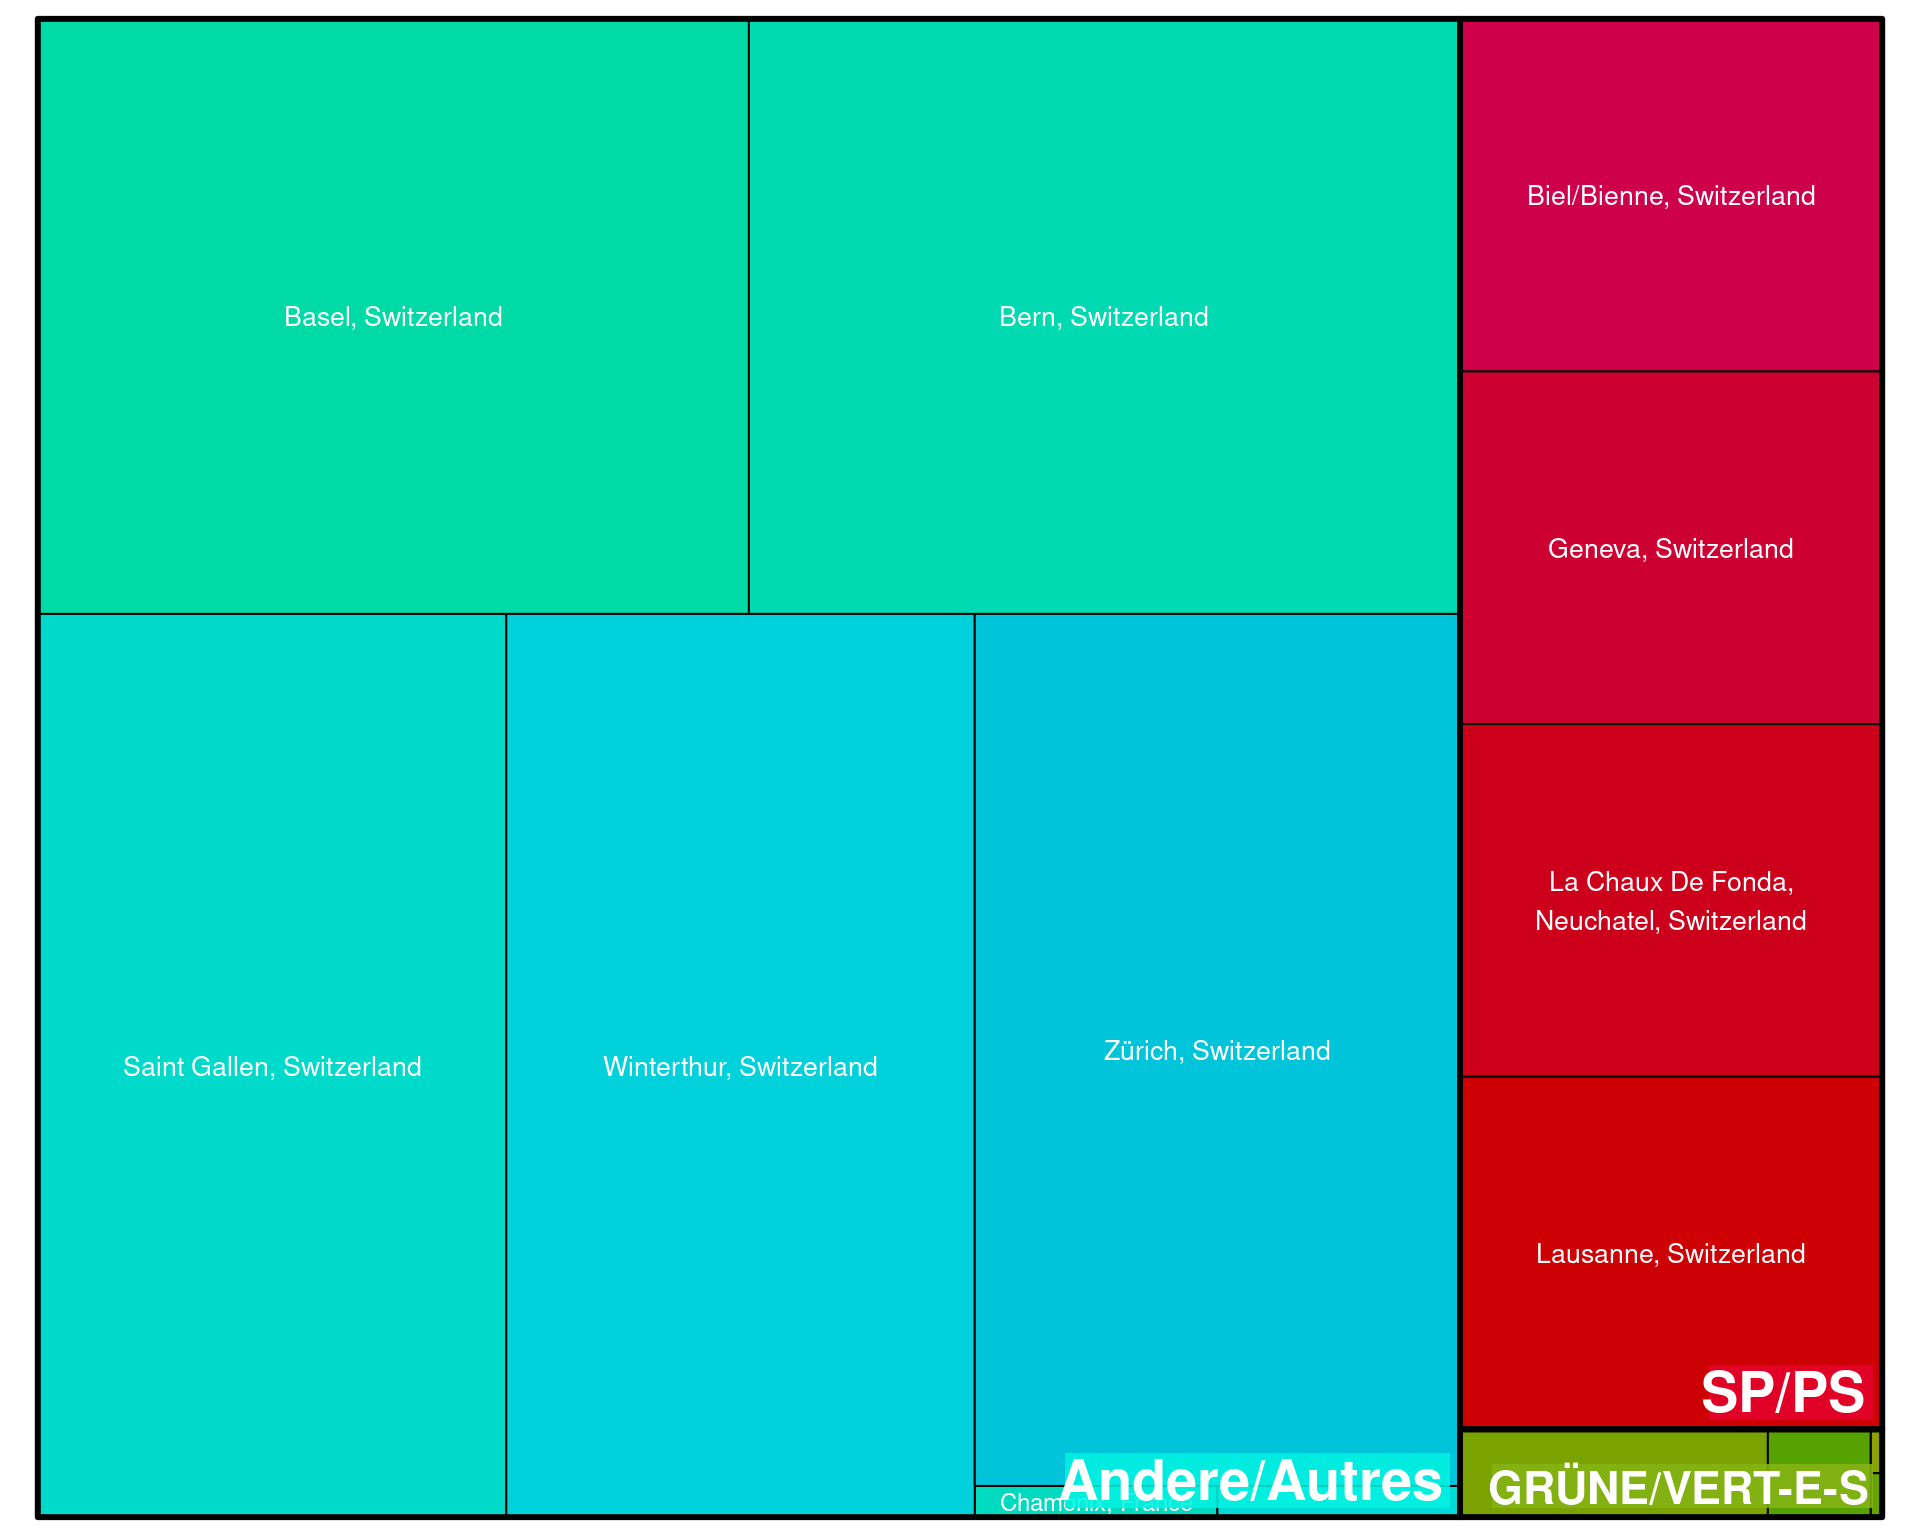 Basel, Switzerland
Bern, Switzerland
Biel/Bienne, Switzerland
Geneva, Switzerland
La Chaux De Fonda,
Neuchatel, Switzerland
Saint Gallen, Switzerland
Winterthur, Switzerland
Zürich, Switzerland
Lausanne, Switzerland
SP/PS
Andere/Autres
GRÜNE/VERT-E-S
Chamonix, France